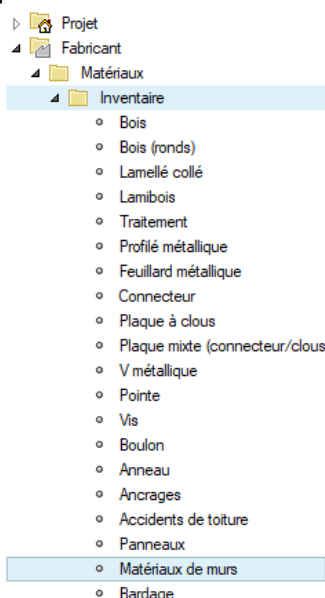 Projet
Fabricant
Matériaux
Inventaire
Bois
Bois (ronds)
Lamellé collé
Lamibois
Traitement
Profilé métallique
Feuillard métallique
Connecteur
Plaque à clous
Plaque mixte (connecteur/clous
V métallique
Pointe
Vis
Boulon
Anneau
Ancrages
Accidents de toiture
Panneaux
Matériaux de murs
Bardage